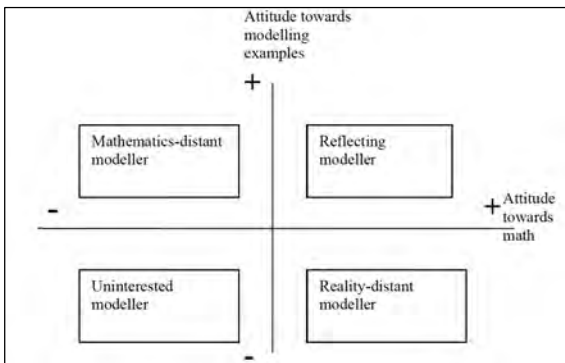 Attitude towards
modelling
examples
+
Mathematics-distant
modeller
Reflecting
modeller
-
+
Attitude
towards
math
Uninterested
modeller
Reality-distant
modeller
-